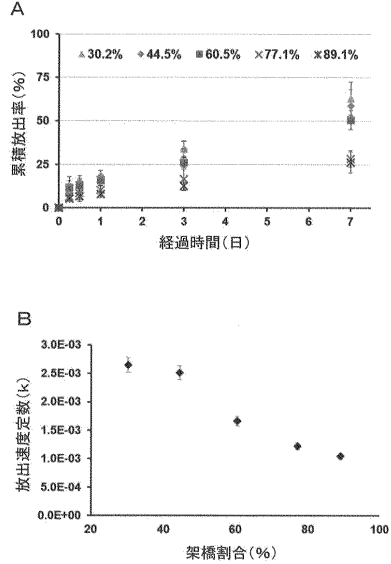 A
100
75
50
25
0
累積放出率(%)
30.2% 44.5% 60.5% 77.1% 89.1%
0 1 2 3 4 5 6 7
経過時間(日)
B
3.0E-03
2.5E-03
2.0E-03
1.5E-03
1.0E-03
5.0E-04
0.0E+00
放出速度定数(k)
20 40 60 80 100
架橋割合(%)